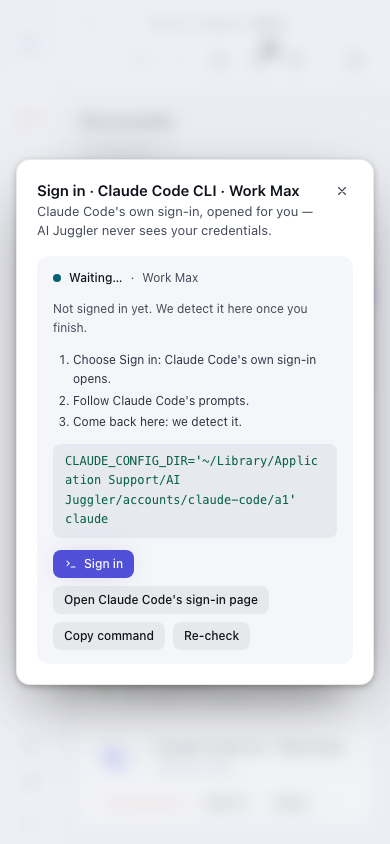 Sign in · Claude Code CLI · Work Max
Claude Code's own sign-in, opened for you —
AI Juggler never sees your credentials.
Waiting... · Work Max
Not signed in yet. We detect it here once you
finish.
1. Choose Sign in: Claude Code's own sign-in
opens.
2. Follow Claude Code's prompts.
3. Come back here: we detect it.
CLAUDE_CONFIG_DIR='~/Library/Applic
ation Support/AI
Juggler/accounts/claude-code/a1'
claude
>_ Sign in
Open Claude Code's sign-in page
Copy command Re-check